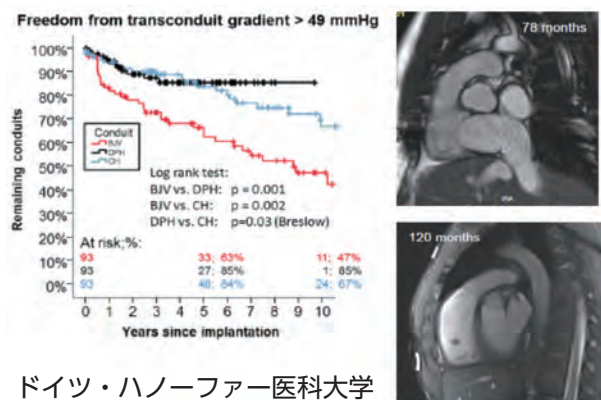 Freedom from transconduit gradient > 49 mmHg
Remaining conduits
100%
90%
80%
70%
60%
50%
40%
30%
20%
10%
0%
Conduit
BJV
DPH
CH
Log rank test:
BJV vs. DPH: p = 0.001
BJV vs. CH: p = 0.002
DPH vs. CH: p=0.03 (Breslow)
At risk;%:
93 33; 63% 11; 47%
93 27; 85% 1; 85%
93 48; 84% 24; 67%
0 1 2 3 4 5 6 7 8 9 10
Years since implantation
78 months
120 months
ドイツ・ハノーファー医科大学